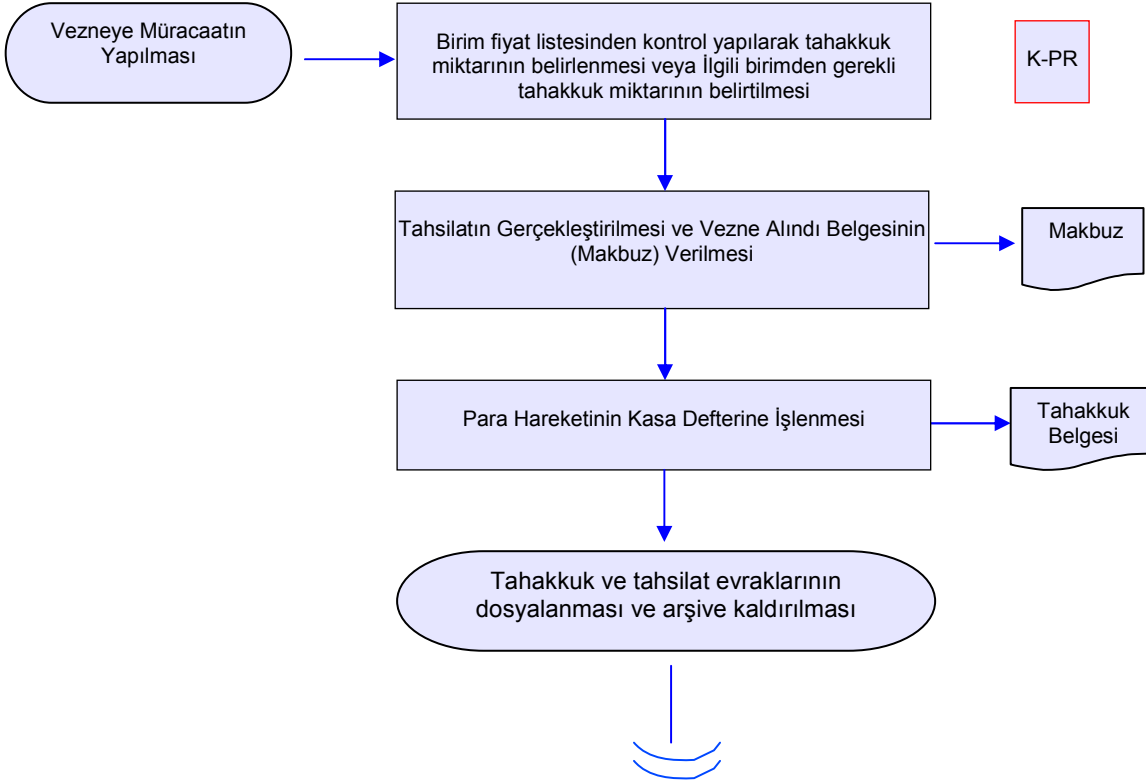 Vezneye Müracaatın
Yapılması
Birim fiyat listesinden kontrol yapılarak tahakkuk
miktarının belirlenmesi veya İlgili birimden gerekli
tahakkuk miktarının belirtilmesi
K-PR
Tahsilatın Gerçekleştirilmesi ve Vezne Alındı Belgesinin
(Makbuz) Verilmesi
Makbuz
Para Hareketinin Kasa Defterine İşlenmesi
Tahakkuk
Belgesi
Tahakkuk ve tahsilat evraklarının
dosyalanması ve arşive kaldırılması